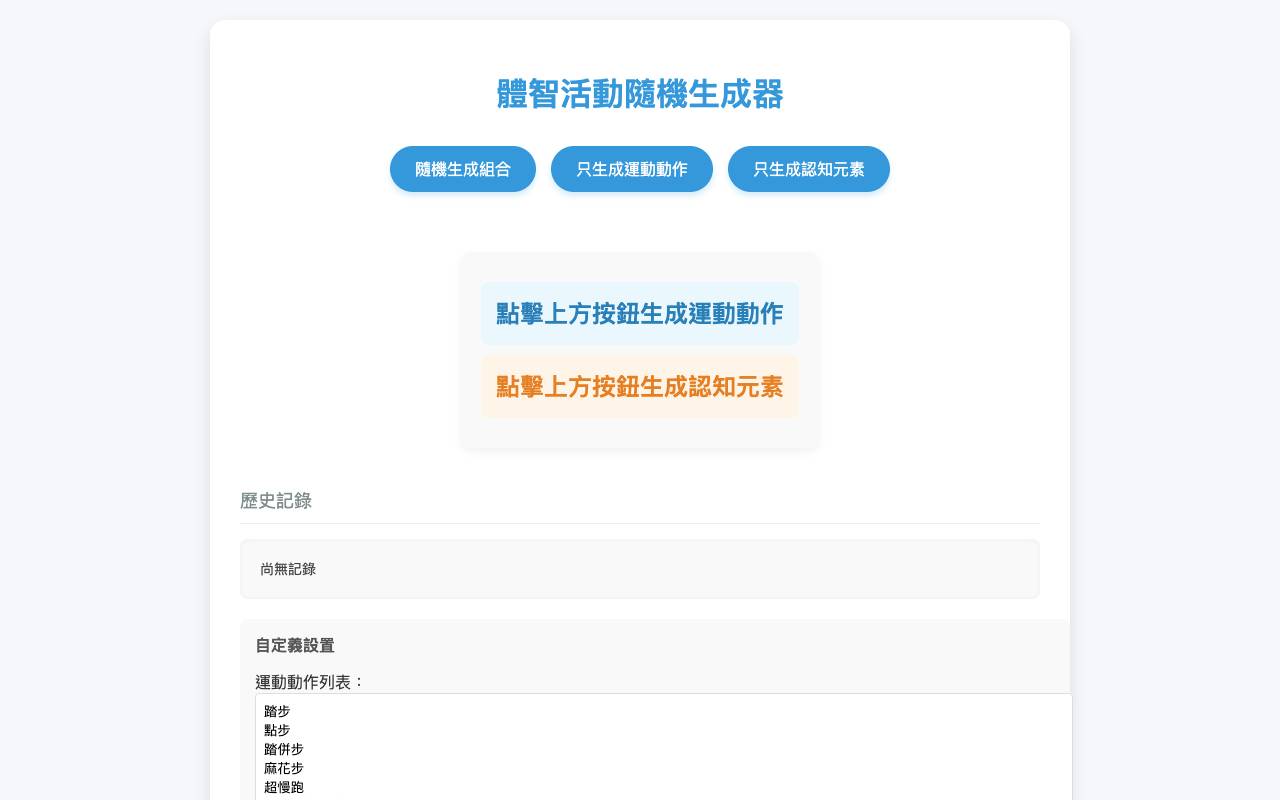 體智活動隨機生成器
隨機生成組合
只生成運動動作
只生成認知元素
點擊上方按鈕生成運動動作
點擊上方按鈕生成認知元素
歷史記錄
尚無記錄
自定義設置
運動動作列表：
踏步
點步
踏併步
麻花步
超慢跑